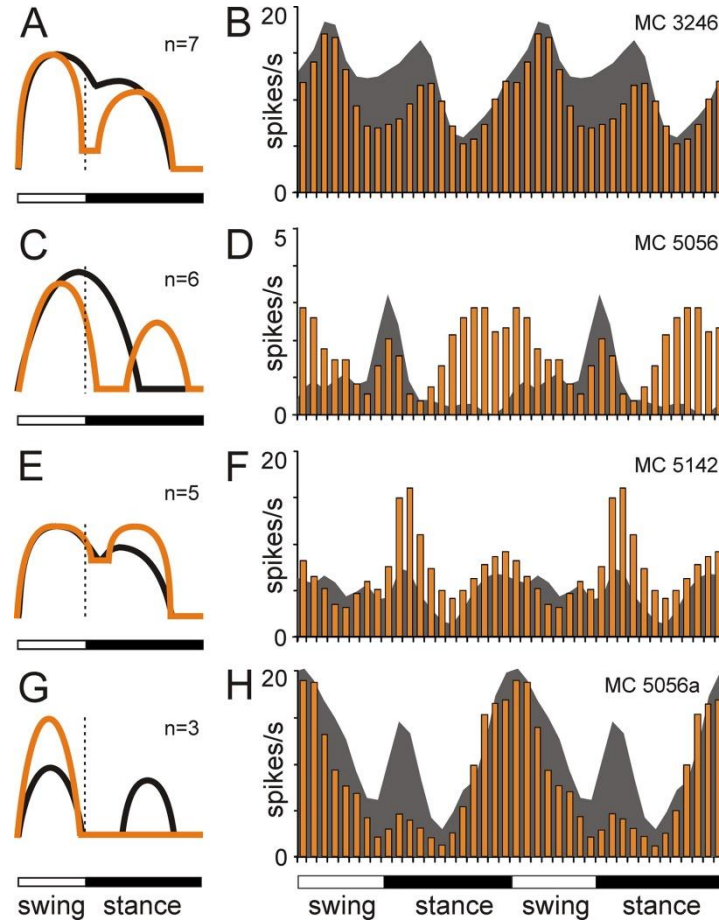 A
n=7
B
20
0
spikes/s
MC 3246
C
n=6
D
5
0
spikes/s
MC 5056
E
n=5
F
20
0
spikes/s
MC 5142
G
n=3
H
20
0
spikes/s
MC 5056a
swing stance
swing stance swing stance